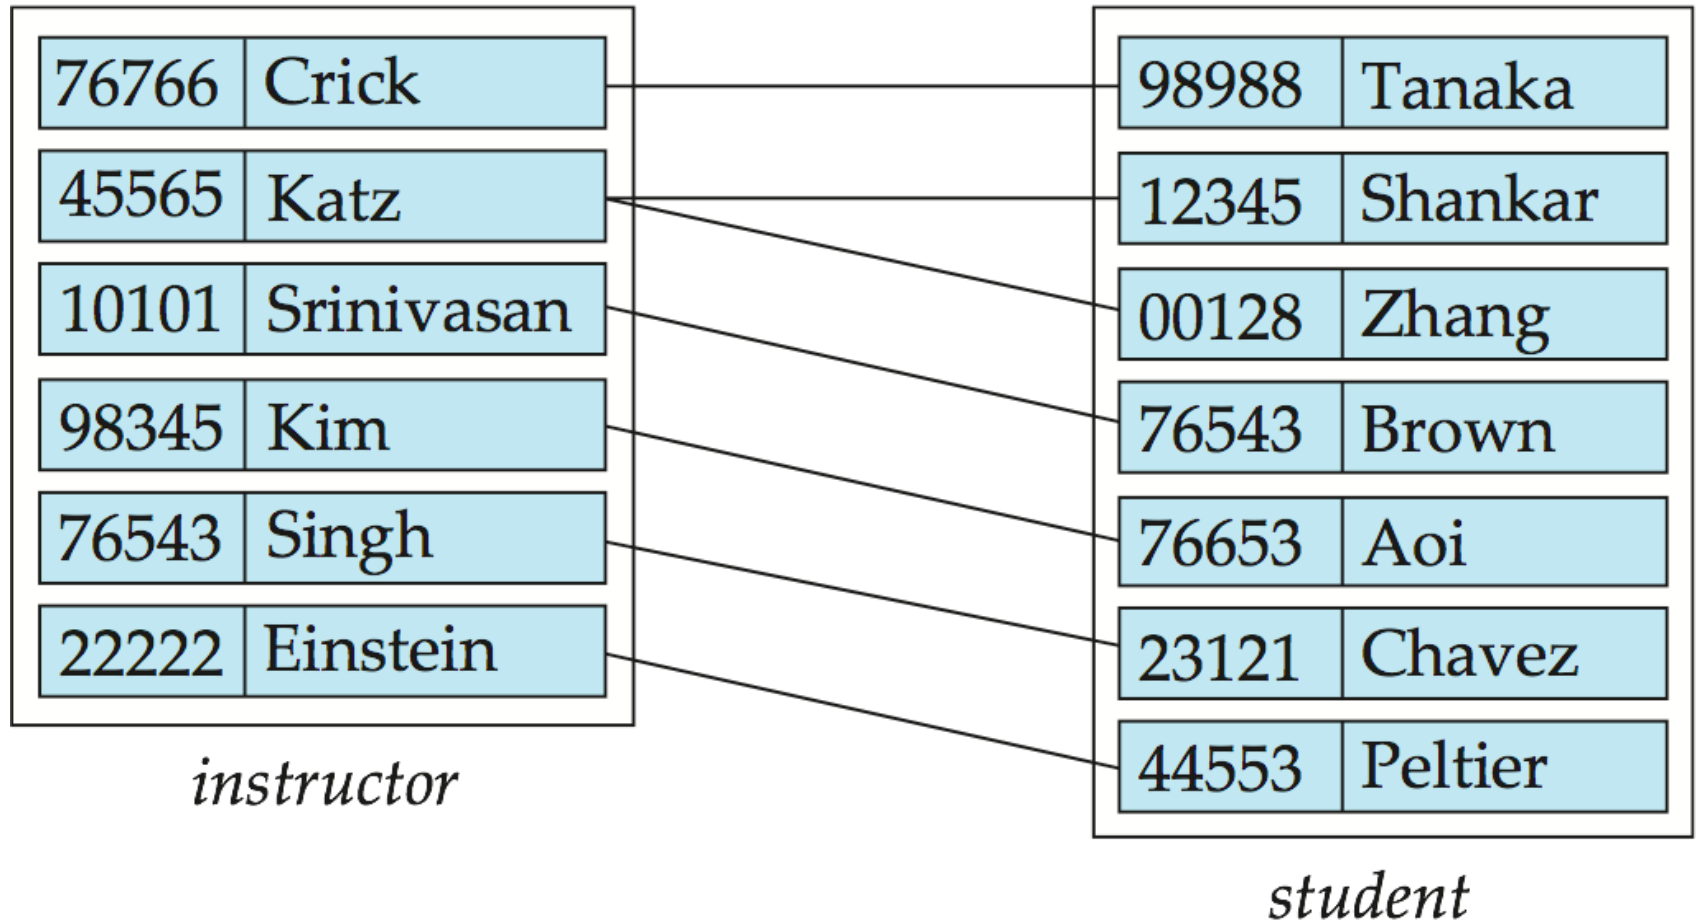 76766 Crick
45565 Katz
10101 Srinivasan
98345 Kim
76543 Singh
22222 Einstein
instructor
98988 Tanaka
12345 Shankar
00128 Zhang
76543 Brown
76653 Aoi
23121 Chavez
44553 Peltier
student